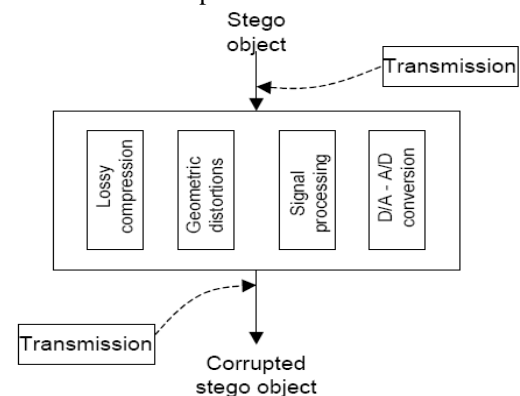 Stego
object
Transmission
Lossy
compression
Geometric
distortions
Signal
processing
D/A - A/D
conversion
Transmission
Corrupted
stego object